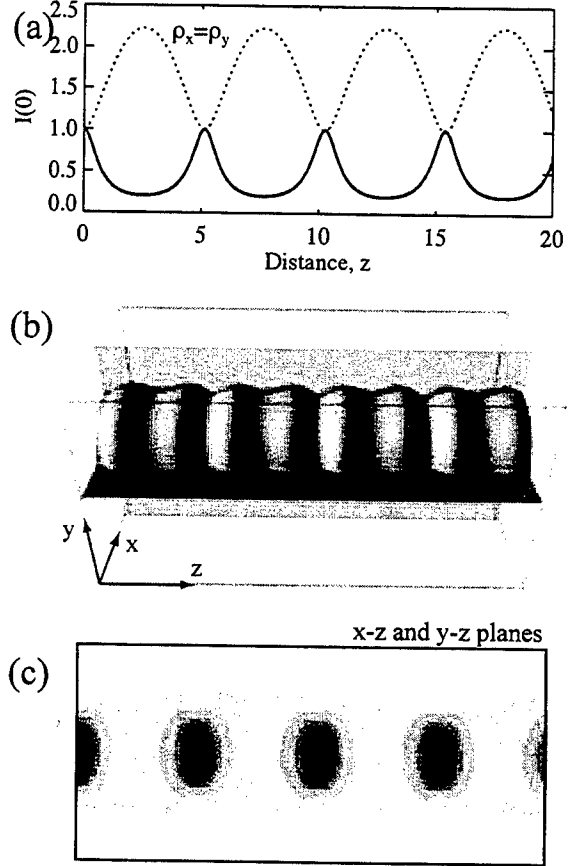 (a)
2.5
2.0
1.5
1.0
0.5
0.0
I(0)
ρx=ρy
0 5 10 15 20
Distance, z
(b)
y
x
z
x-z and y-z planes
(c)